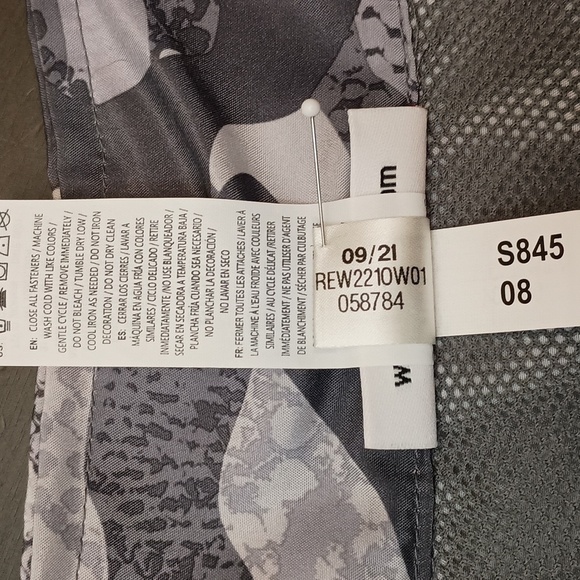 EN: CLOSE ALL FASTENERS / MACHINE
WASH COLD WITH LIKE COLORS /
GENTLE CYCLE / REMOVE IMMEDIATELY /
DO NOT BLEACH / TUMBLE DRY LOW /
COOL IRON AS NEEDED / DO NOT IRON
DECORATION / DO NOT DRY CLEAN
ES: CERRAR LOS CIERRES / LAVAR A
MÁQUINA EN AGUA FRÍA CON COLORES
SIMILARES / CICLO DELICADO / RETIRE
INMEDIATAMENTE / NO USE BLANQUEADOR /
SECAR EN SECADORA A TEMPERATURA BAJA /
PLANCHA FRÍA CUANDO SEA NECESARIO /
NO PLANCHAR LA DECORACIÓN /
NO LAVAR EN SECO
FR: FERMER TOUTES LES ATTACHES / LAVER À
LA MACHINE À L'EAU FROIDE AVEC COULEURS
SIMILAIRES / AU CYCLE DÉLICAT / RETIRER
IMMÉDIATEMENT / NE PAS UTILISER D'AGENT
DE BLANCHIMENT / SÉCHER PAR CULBUTAGE
09/21
REW2210W01
058784
S845
08
w
om